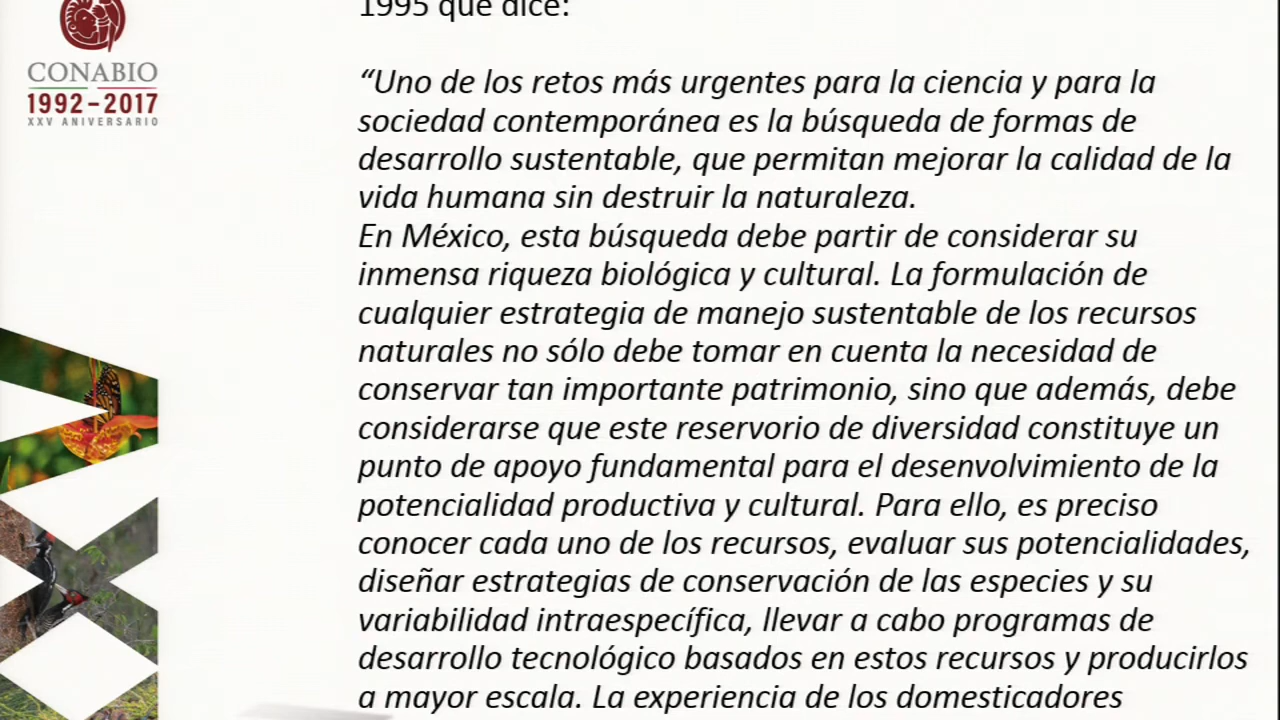 1995 que dice:
CONABIO
1992-2017
XXV ANIVERSARIO
“Uno de los retos más urgentes para la ciencia y para la
sociedad contemporánea es la búsqueda de formas de
desarrollo sustentable, que permitan mejorar la calidad de la
vida humana sin destruir la naturaleza.
En México, esta búsqueda debe partir de considerar su
inmensa riqueza biológica y cultural. La formulación de
cualquier estrategia de manejo sustentable de los recursos
naturales no sólo debe tomar en cuenta la necesidad de
conservar tan importante patrimonio, sino que además, debe
considerarse que este reservorio de diversidad constituye un
punto de apoyo fundamental para el desenvolvimiento de la
potencialidad productiva y cultural. Para ello, es preciso
conocer cada uno de los recursos, evaluar sus potencialidades,
diseñar estrategias de conservación de las especies y su
variabilidad intraespecífica, llevar a cabo programas de
desarrollo tecnológico basados en estos recursos y producirlos
a mayor escala. La experiencia de los domesticadores